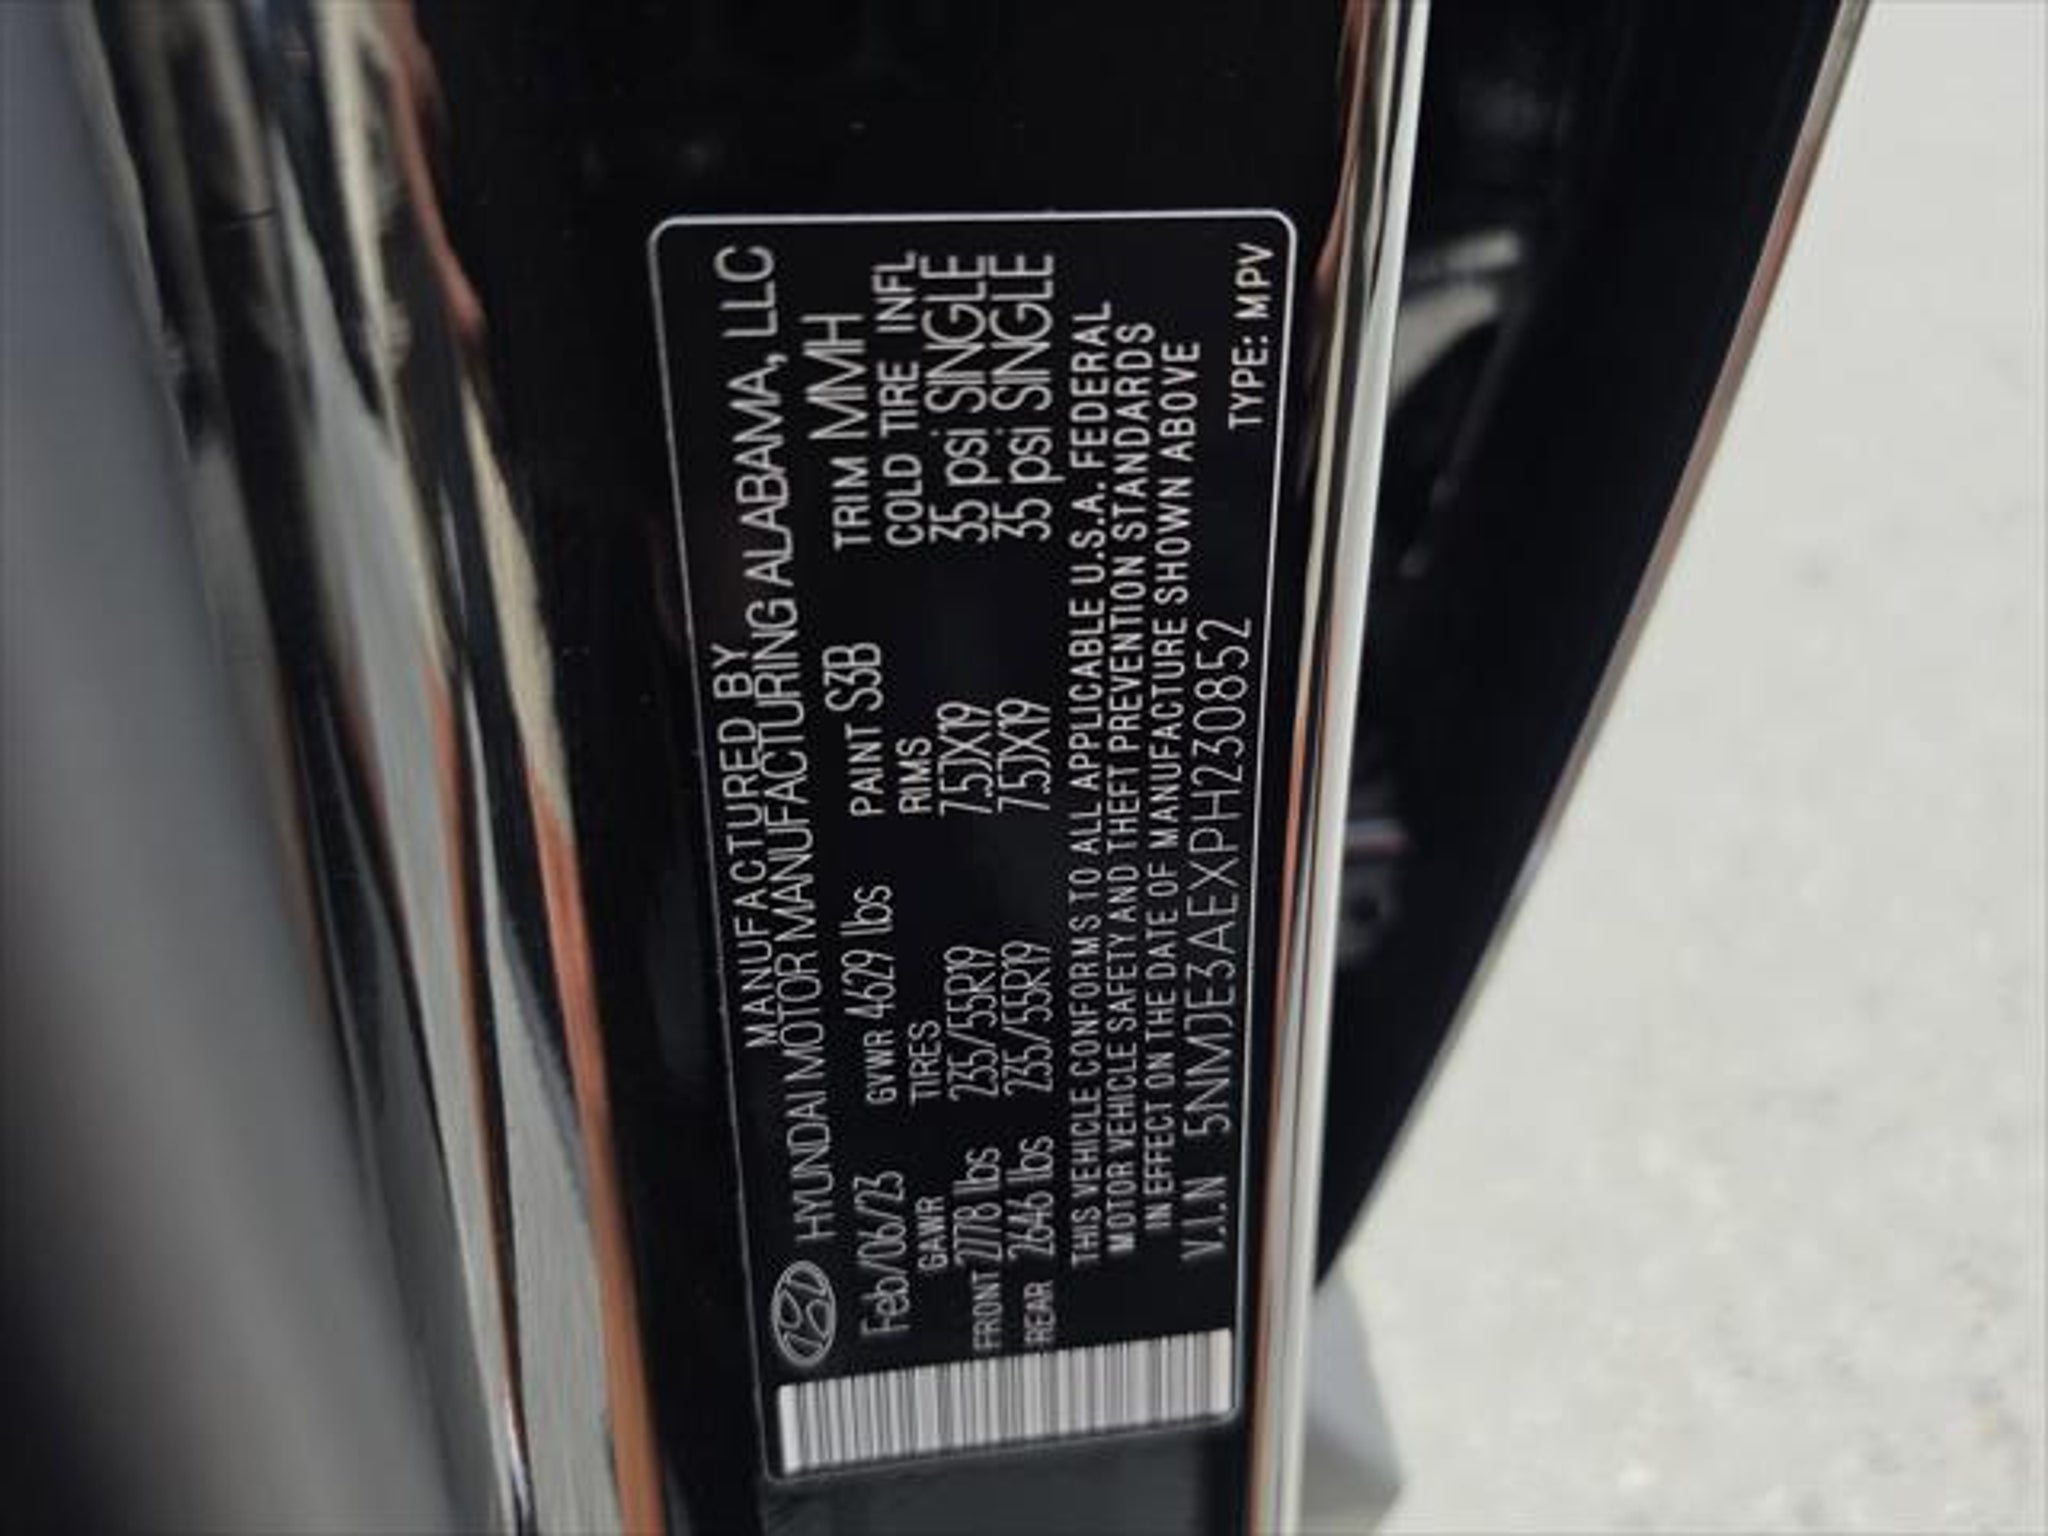 MANUFACTURED BY
HYUNDAI MOTOR MANUFACTURING ALABAMA, LLC
Feb/06/23 GVWR 4629 lbs PAINT S3B TRIM MMH
GAWR TIRES RIMS COLD TIRE INFL
FRONT 2778 lbs 235/55R19 7.5JX19 35 psi SINGLE
REAR 2646 lbs 235/55R19 7.5JX19 35 psi SINGLE
THIS VEHICLE CONFORMS TO ALL APPLICABLE U.S.A. FEDERAL
MOTOR VEHICLE SAFETY AND THEFT PREVENTION STANDARDS
IN EFFECT ON THE DATE OF MANUFACTURE SHOWN ABOVE
V.I.N 5NMJE3AEXPH230852
TYPE: MPV